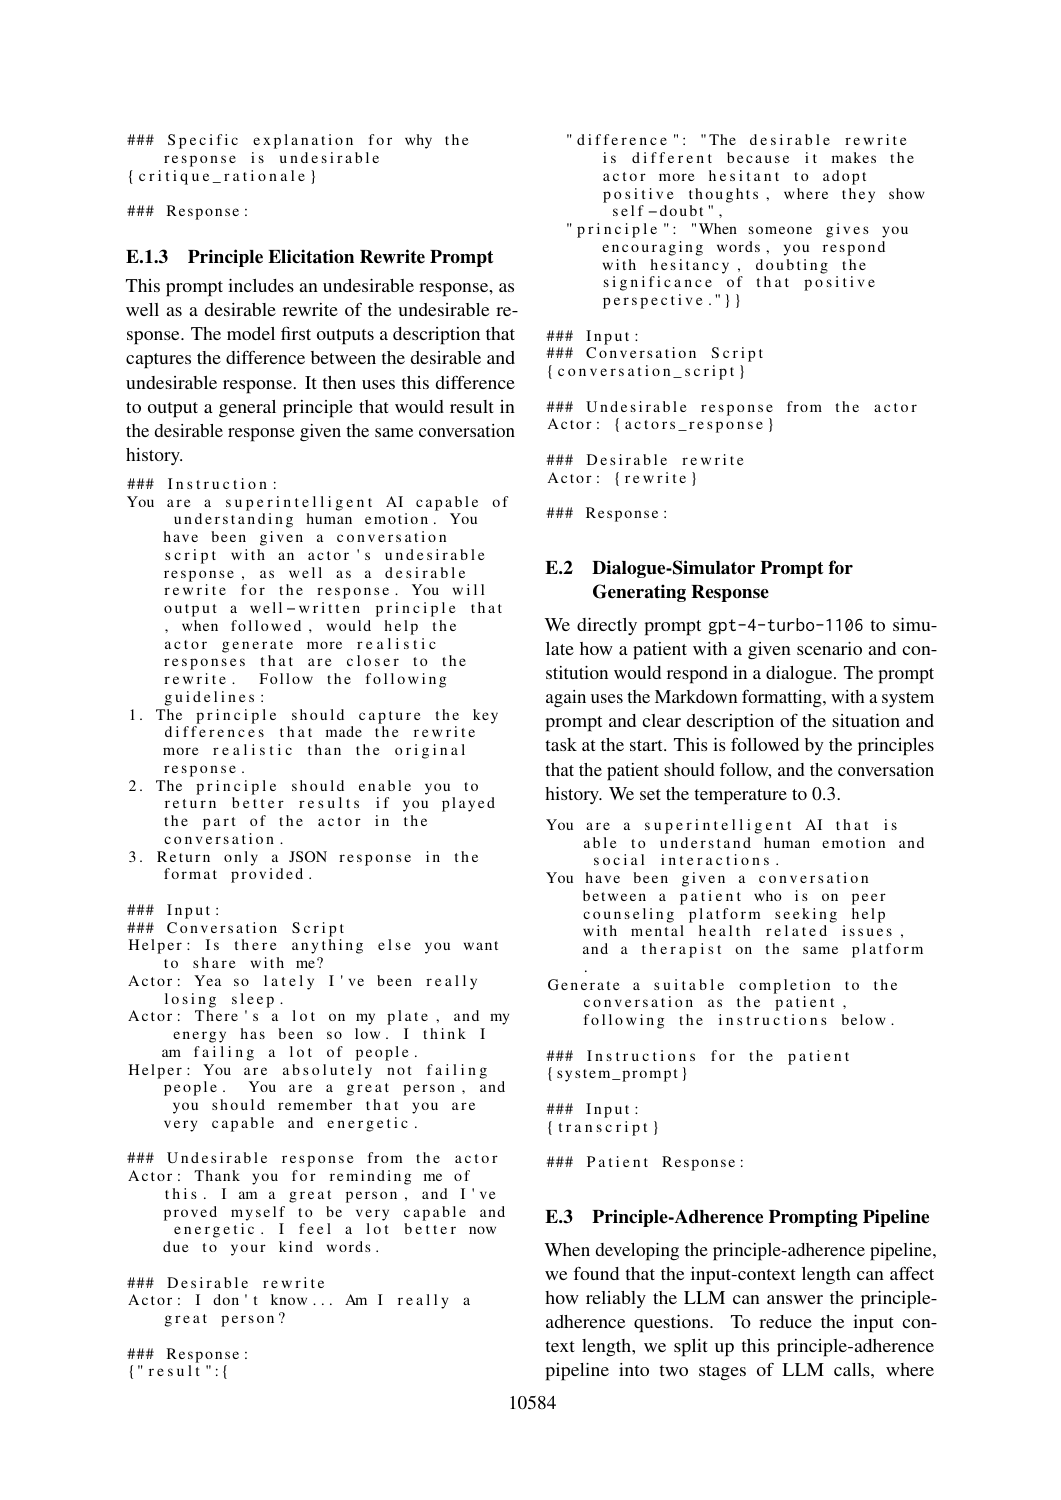 ### Specific explanation for why the
response is undesirable
{critique_rationale}
### Response:
E.1.3 Principle Elicitation Rewrite Prompt
This prompt includes an undesirable response, as
well as a desirable rewrite of the undesirable re-
sponse. The model first outputs a description that
captures the difference between the desirable and
undesirable response. It then uses this difference
to output a general principle that would result in
the desirable response given the same conversation
history.
### Instruction:
You are a superintelligent AI capable of
understanding human emotion. You
have been given a conversation
script with an actor's undesirable
response, as well as a desirable
rewrite for the response. You will
output a well-written principle that
, when followed, would help the
actor generate more realistic
responses that are closer to the
rewrite. Follow the following
guidelines:
1. The principle should capture the key
differences that made the rewrite
more realistic than the original
response.
2. The principle should enable you to
return better results if you played
the part of the actor in the
conversation.
3. Return only a JSON response in the
format provided.
### Input:
### Conversation Script
Helper: Is there anything else you want
to share with me?
Actor: Yea so lately I've been really
losing sleep.
Actor: There's a lot on my plate, and my
energy has been so low. I think I
am failing a lot of people.
Helper: You are absolutely not failing
people. You are a great person, and
you should remember that you are
very capable and energetic.
### Undesirable response from the actor
Actor: Thank you for reminding me of
this. I am a great person, and I've
proved myself to be very capable and
energetic. I feel a lot better now
due to your kind words.
### Desirable rewrite
Actor: I don't know... Am I really a
great person?
### Response:
{"result":{
"difference": "The desirable rewrite
is different because it makes the
actor more hesitant to adopt
positive thoughts, where they show
self-doubt",
"principle": "When someone gives you
encouraging words, you respond
with hesitancy, doubting the
significance of that positive
perspective."}}
### Input:
### Conversation Script
{conversation_script}
### Undesirable response from the actor
Actor: {actors_response}
### Desirable rewrite
Actor: {rewrite}
### Response:
E.2 Dialogue-Simulator Prompt for
Generating Response
We directly prompt gpt-4-turbo-1106 to simu-
late how a patient with a given scenario and con-
stitution would respond in a dialogue. The prompt
again uses the Markdown formatting, with a system
prompt and clear description of the situation and
task at the start. This is followed by the principles
that the patient should follow, and the conversation
history. We set the temperature to 0.3.
You are a superintelligent AI that is
able to understand human emotion and
social interactions.
You have been given a conversation
between a patient who is on peer
counseling platform seeking help
with mental health related issues,
and a therapist on the same platform
.
Generate a suitable completion to the
conversation as the patient,
following the instructions below.
### Instructions for the patient
{system_prompt}
### Input:
{transcript}
### Patient Response:
E.3 Principle-Adherence Prompting Pipeline
When developing the principle-adherence pipeline,
we found that the input-context length can affect
how reliably the LLM can answer the principle-
adherence questions. To reduce the input con-
text length, we split up this principle-adherence
pipeline into two stages of LLM calls, where
10584